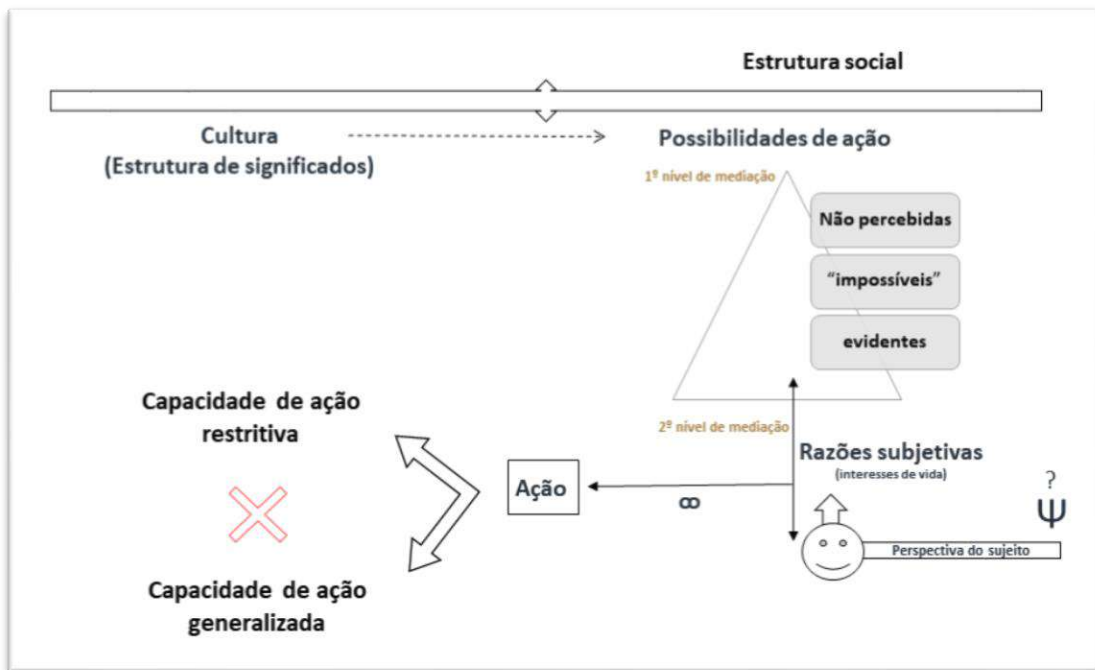 Estrutura social
Cultura
(Estrutura de significados)
Possibilidades de ação
1º nível de mediação
Não percebidas
“impossíveis”
evidentes
2º nível de mediação
Capacidade de ação
restritiva
Razões subjetivas
(interesses de vida)
Ação
∞
?
Ψ
Perspectiva do sujeito
Capacidade de ação
generalizada